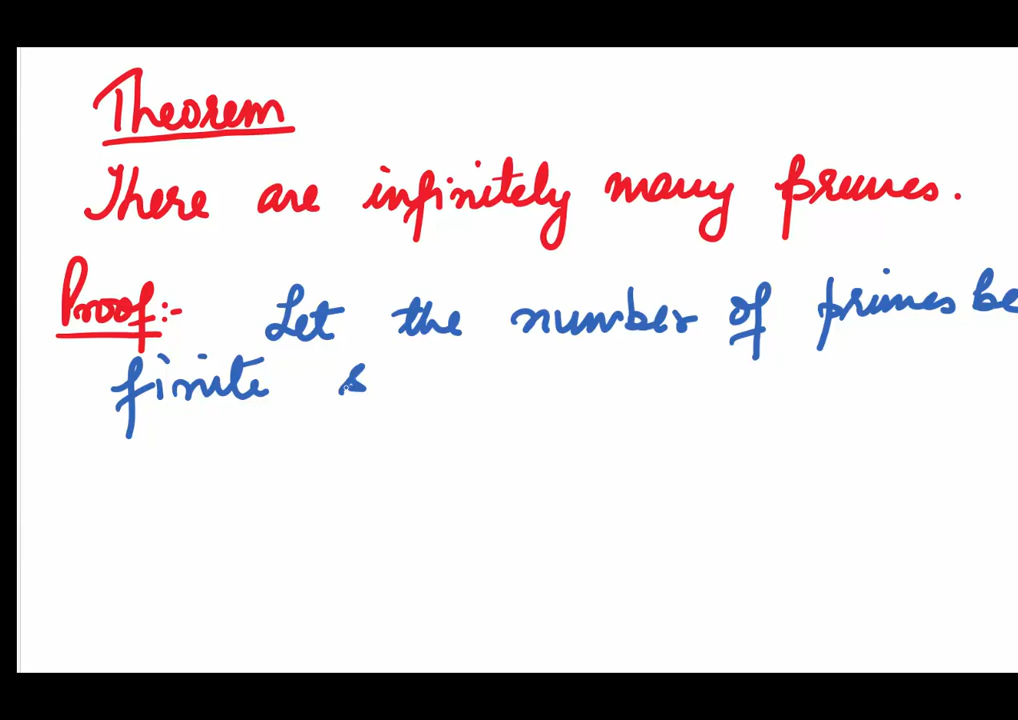 Theorem
There are infinitely many primes.
Proof:- Let the number of primes be
finite s